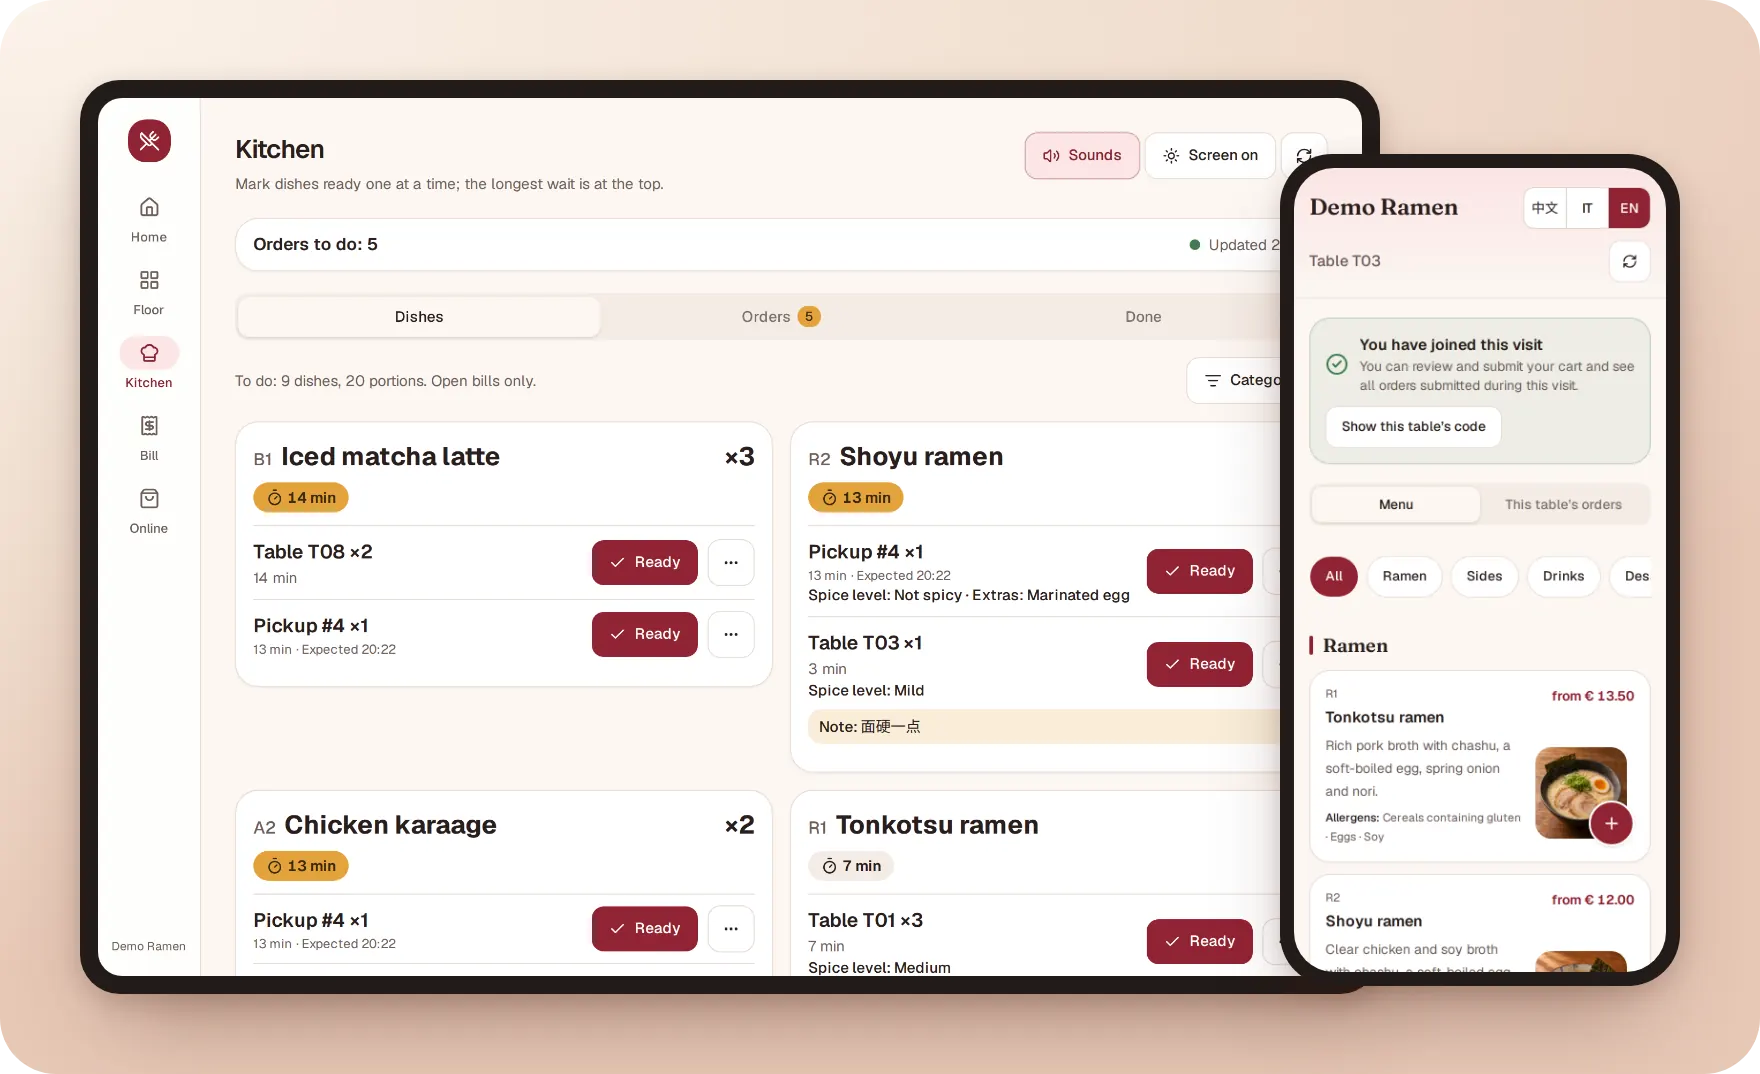 Kitchen
Mark dishes ready one at a time; the longest wait is at the top.
Sounds
Screen on
Home
Floor
Kitchen
Bill
Online
Demo Ramen
Orders to do: 5
Updated 2
Dishes
Orders 5
Done
To do: 9 dishes, 20 portions. Open bills only.
B1 Iced matcha latte ×3
14 min
Table T08 ×2
14 min
Ready
Pickup #4 ×1
13 min · Expected 20:22
Ready
R2 Shoyu ramen
13 min
Pickup #4 ×1
13 min · Expected 20:22
Spice level: Not spicy · Extras: Marinated egg
Ready
Table T03 ×1
3 min
Spice level: Mild
Ready
Note: 面硬一点
A2 Chicken karaage ×2
13 min
Pickup #4 ×1
13 min · Expected 20:22
Ready
R1 Tonkotsu ramen
7 min
Table T01 ×3
7 min
Spice level: Medium
Ready
Demo Ramen
中文 IT EN
Table T03
You have joined this visit
You can review and submit your cart and see
all orders submitted during this visit.
Show this table's code
Menu
This table's orders
All
Ramen
Sides
Drinks
Des
Ramen
R1
from € 13.50
Tonkotsu ramen
Rich pork broth with chashu, a
soft-boiled egg, spring onion
and nori.
Allergens: Cereals containing gluten
· Eggs · Soy
R2
from € 12.00
Shoyu ramen
Clear chicken and soy broth